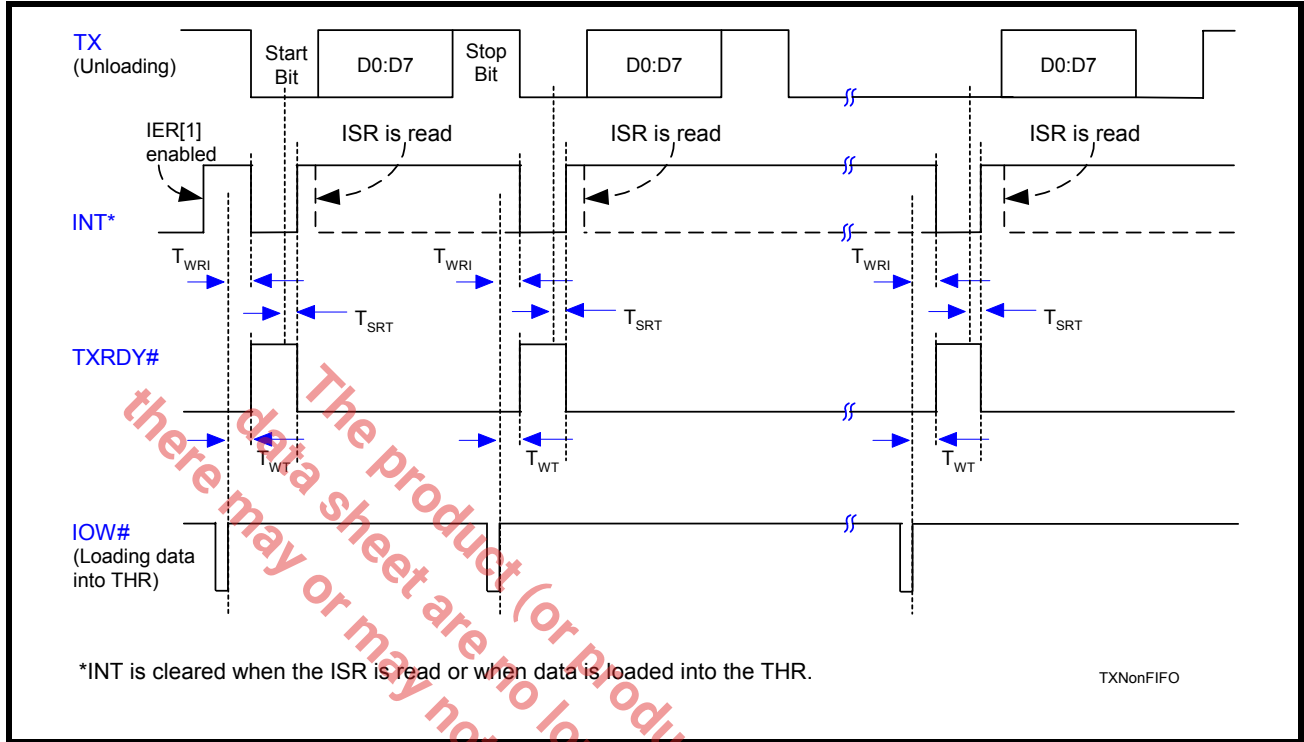 TX
(Unloading)
Start
Bit
D0:D7
Stop
Bit
D0:D7
D0:D7
IER[1]
enabled
ISR is read
ISR is read
ISR is read
INT*
TWRI
TWRI
TWRI
TSRT
TSRT
TSRT
TXRDY#
TWT
TWT
TWT
IOW#
(Loading data
into THR)
*INT is cleared when the ISR is read or when data is loaded into the THR.
TXNonFIFO
The product (or produ
data sheet are no lo
there may or may not